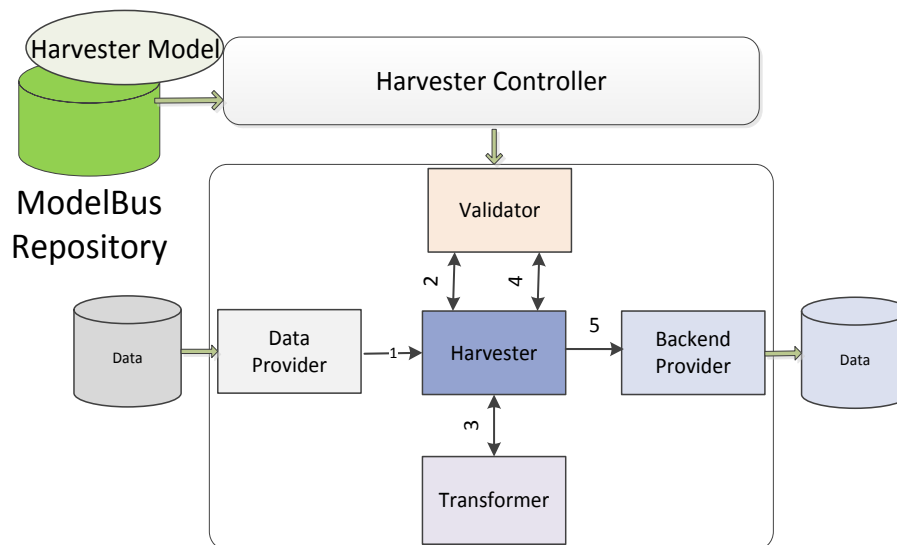 Harvester Model
Harvester Controller
ModelBus
Repository
Validator
2
4
Data
Data
Provider
1
Harvester
5
Backend
Provider
Data
3
Transformer